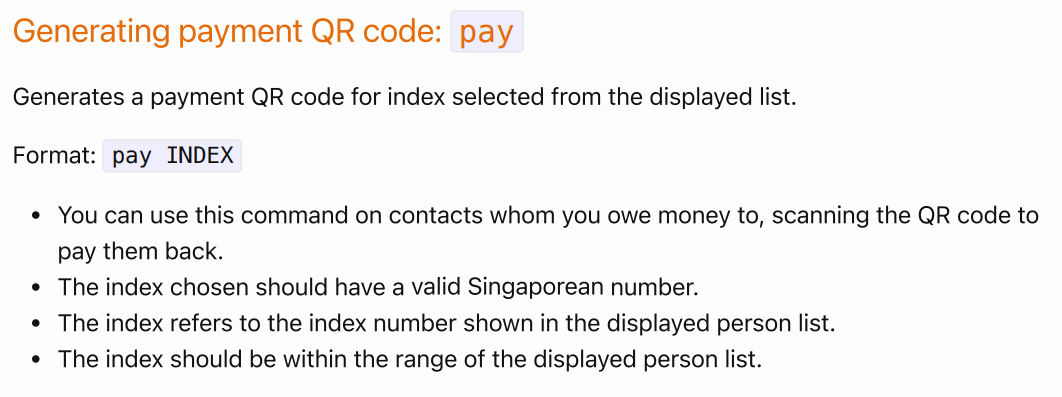 Generating payment QR code: pay
Generates a payment QR code for index selected from the displayed list.
Format: pay INDEX
• You can use this command on contacts whom you owe money to, scanning the QR code to
pay them back.
• The index chosen should have a valid Singaporean number.
• The index refers to the index number shown in the displayed person list.
• The index should be within the range of the displayed person list.